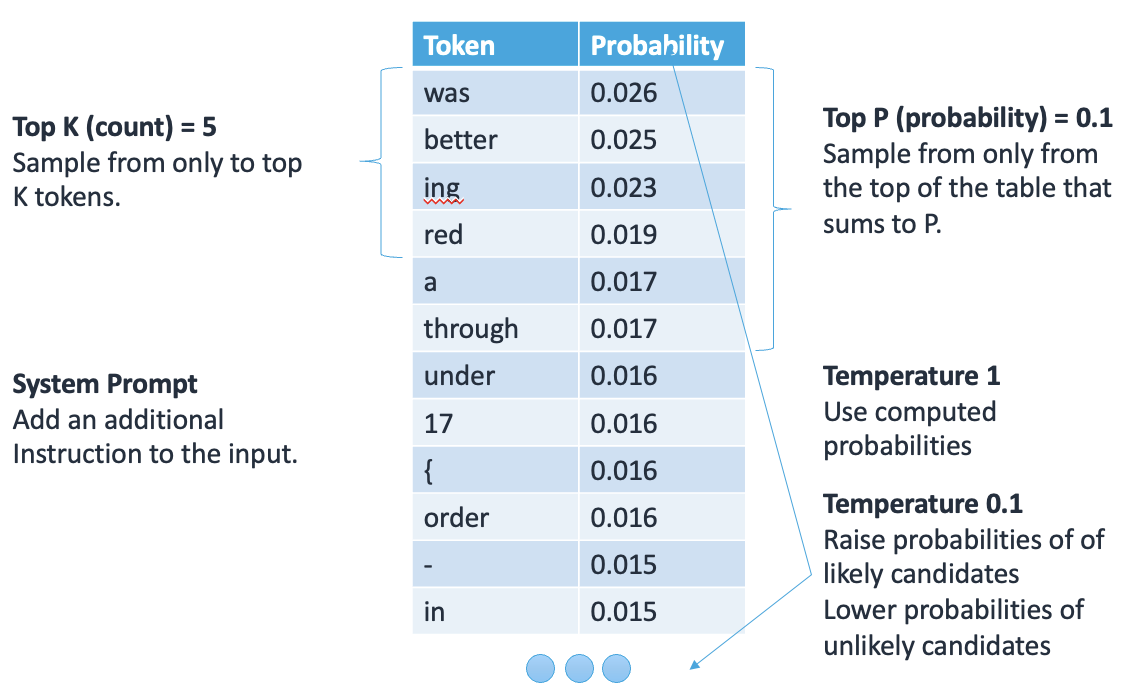 Top K (count) = 5
Sample from only to top
K tokens.
System Prompt
Add an additional
Instruction to the input.
Token Probability
was 0.026
better 0.025
ing 0.023
red 0.019
a 0.017
through 0.017
under 0.016
17 0.016
{ 0.016
order 0.016
- 0.015
in 0.015
Top P (probability) = 0.1
Sample from only from
the top of the table that
sums to P.
Temperature 1
Use computed
probabilities
Temperature 0.1
Raise probabilities of of
likely candidates
Lower probabilities of
unlikely candidates